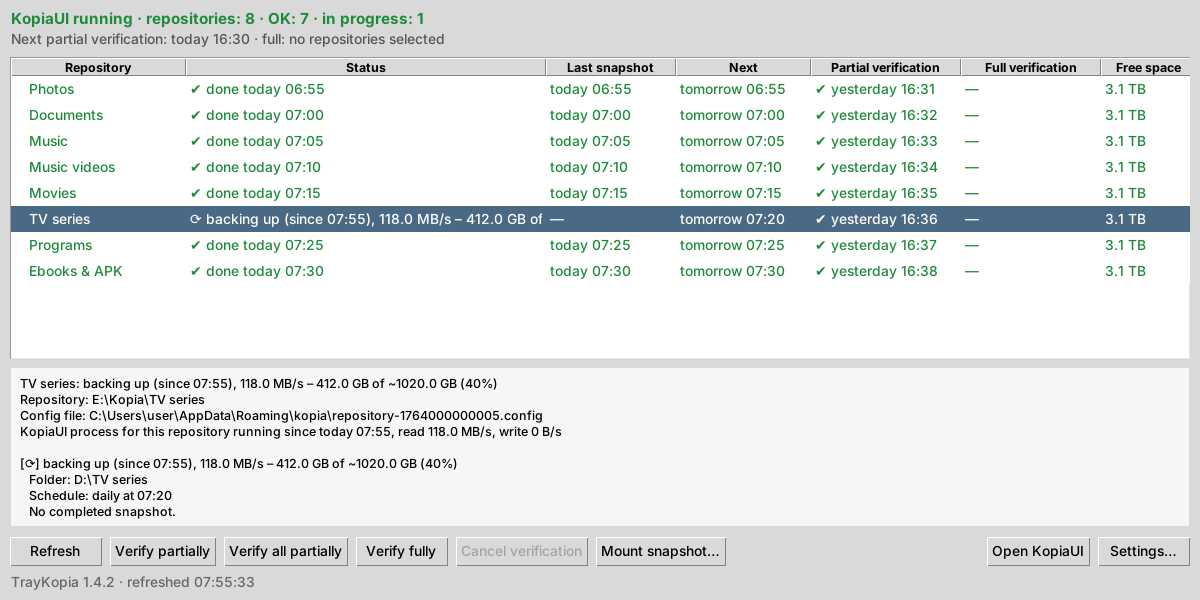 KopiaUI running · repositories: 8 · OK: 7 · in progress: 1
Next partial verification: today 16:30 · full: no repositories selected
Repository Status Last snapshot Next Partial verification Full verification Free space
Photos ✔ done today 06:55 today 06:55 tomorrow 06:55 ✔ yesterday 16:31 — 3.1 TB
Documents ✔ done today 07:00 today 07:00 tomorrow 07:00 ✔ yesterday 16:32 — 3.1 TB
Music ✔ done today 07:05 today 07:05 tomorrow 07:05 ✔ yesterday 16:33 — 3.1 TB
Music videos ✔ done today 07:10 today 07:10 tomorrow 07:10 ✔ yesterday 16:34 — 3.1 TB
Movies ✔ done today 07:15 today 07:15 tomorrow 07:15 ✔ yesterday 16:35 — 3.1 TB
TV series ⟳ backing up (since 07:55), 118.0 MB/s – 412.0 GB of — tomorrow 07:20 ✔ yesterday 16:36 — 3.1 TB
Programs ✔ done today 07:25 today 07:25 tomorrow 07:25 ✔ yesterday 16:37 — 3.1 TB
Ebooks & APK ✔ done today 07:30 today 07:30 tomorrow 07:30 ✔ yesterday 16:38 — 3.1 TB
TV series: backing up (since 07:55), 118.0 MB/s – 412.0 GB of ~1020.0 GB (40%)
Repository: E:\Kopia\TV series
Config file: C:\Users\user\AppData\Roaming\kopia\repository-1764000000005.config
KopiaUI process for this repository running since today 07:55, read 118.0 MB/s, write 0 B/s
[⟳] backing up (since 07:55), 118.0 MB/s – 412.0 GB of ~1020.0 GB (40%)
Folder: D:\TV series
Schedule: daily at 07:20
No completed snapshot.
Refresh Verify partially Verify all partially Verify fully Cancel verification Mount snapshot... Open KopiaUI Settings...
TrayKopia 1.4.2 · refreshed 07:55:33